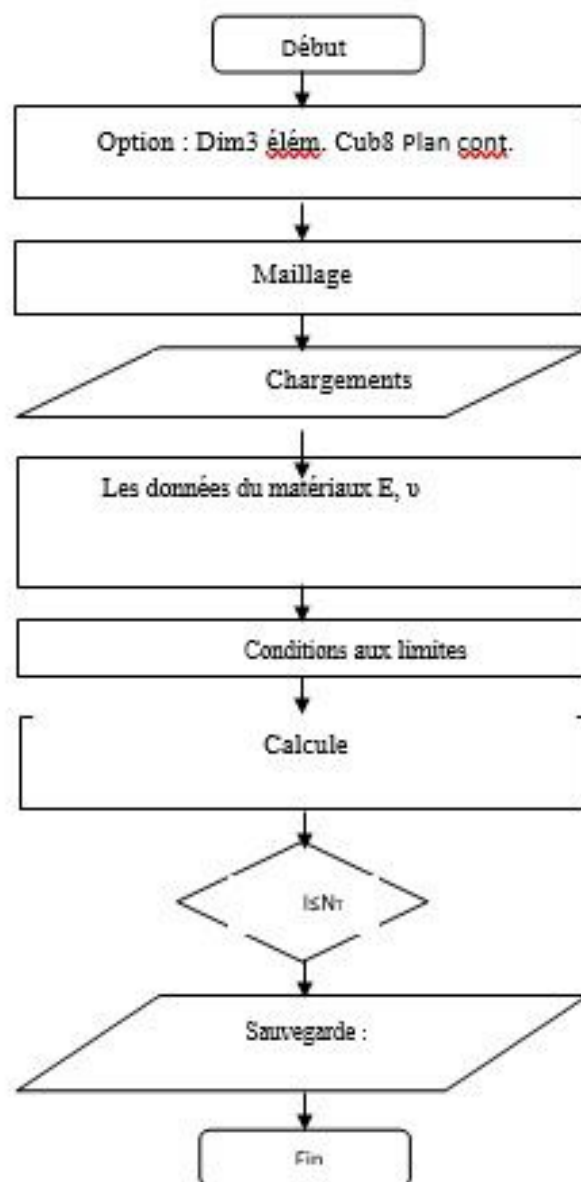 Début
Option : Dim3 élém. Cub8 Plan cont.
Maillage
Chargements
Les données du matériaux E, υ
Conditions aux limites
Calcule
I≤NT
Sauvegarde :
Fin